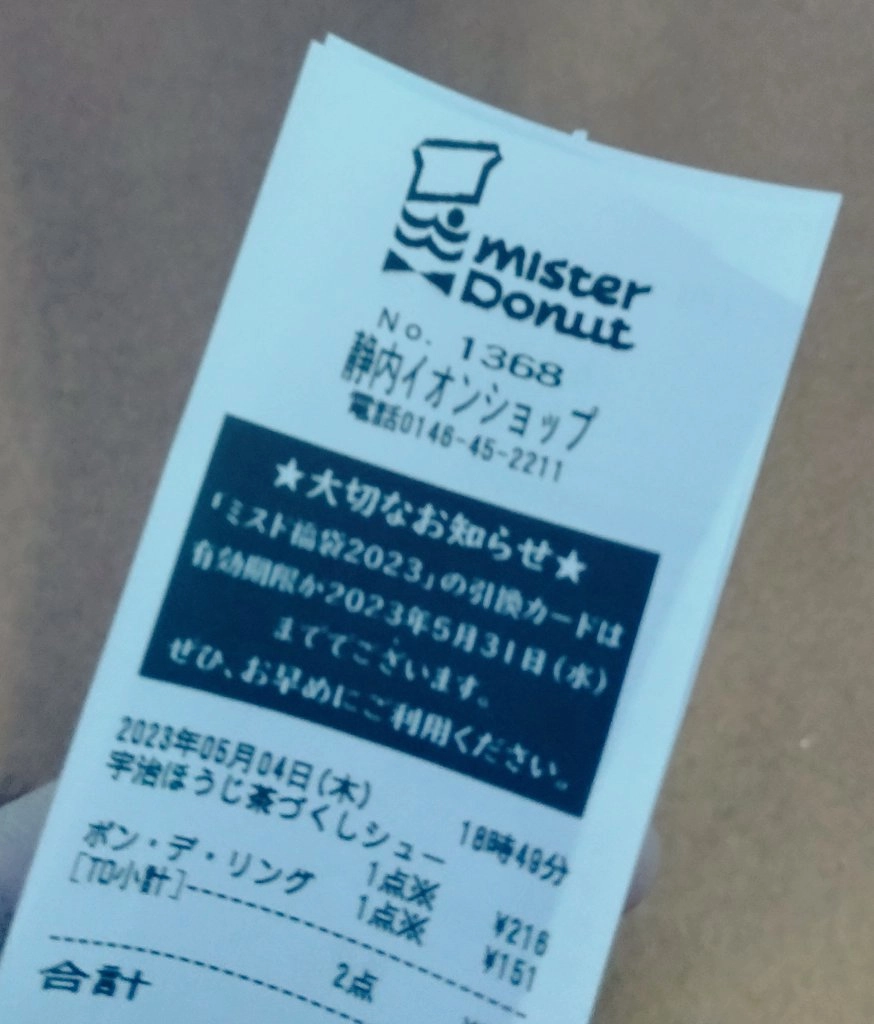 mister
Donut
No. 1368
静内イオンショップ
電話0146-45-2211
★大切なお知らせ★
「ミスド福袋2023」の引換カードは
有効期限が2023年5月31日(水)
まででございます。
ぜひ、お早めにご利用ください。
2023年05月04日(木) 18時49分
宇治ほうじ茶づくしシュー
1点※ ¥216
ポン・デ・リング
1点※ ¥151
[TO小計]
合計 2点